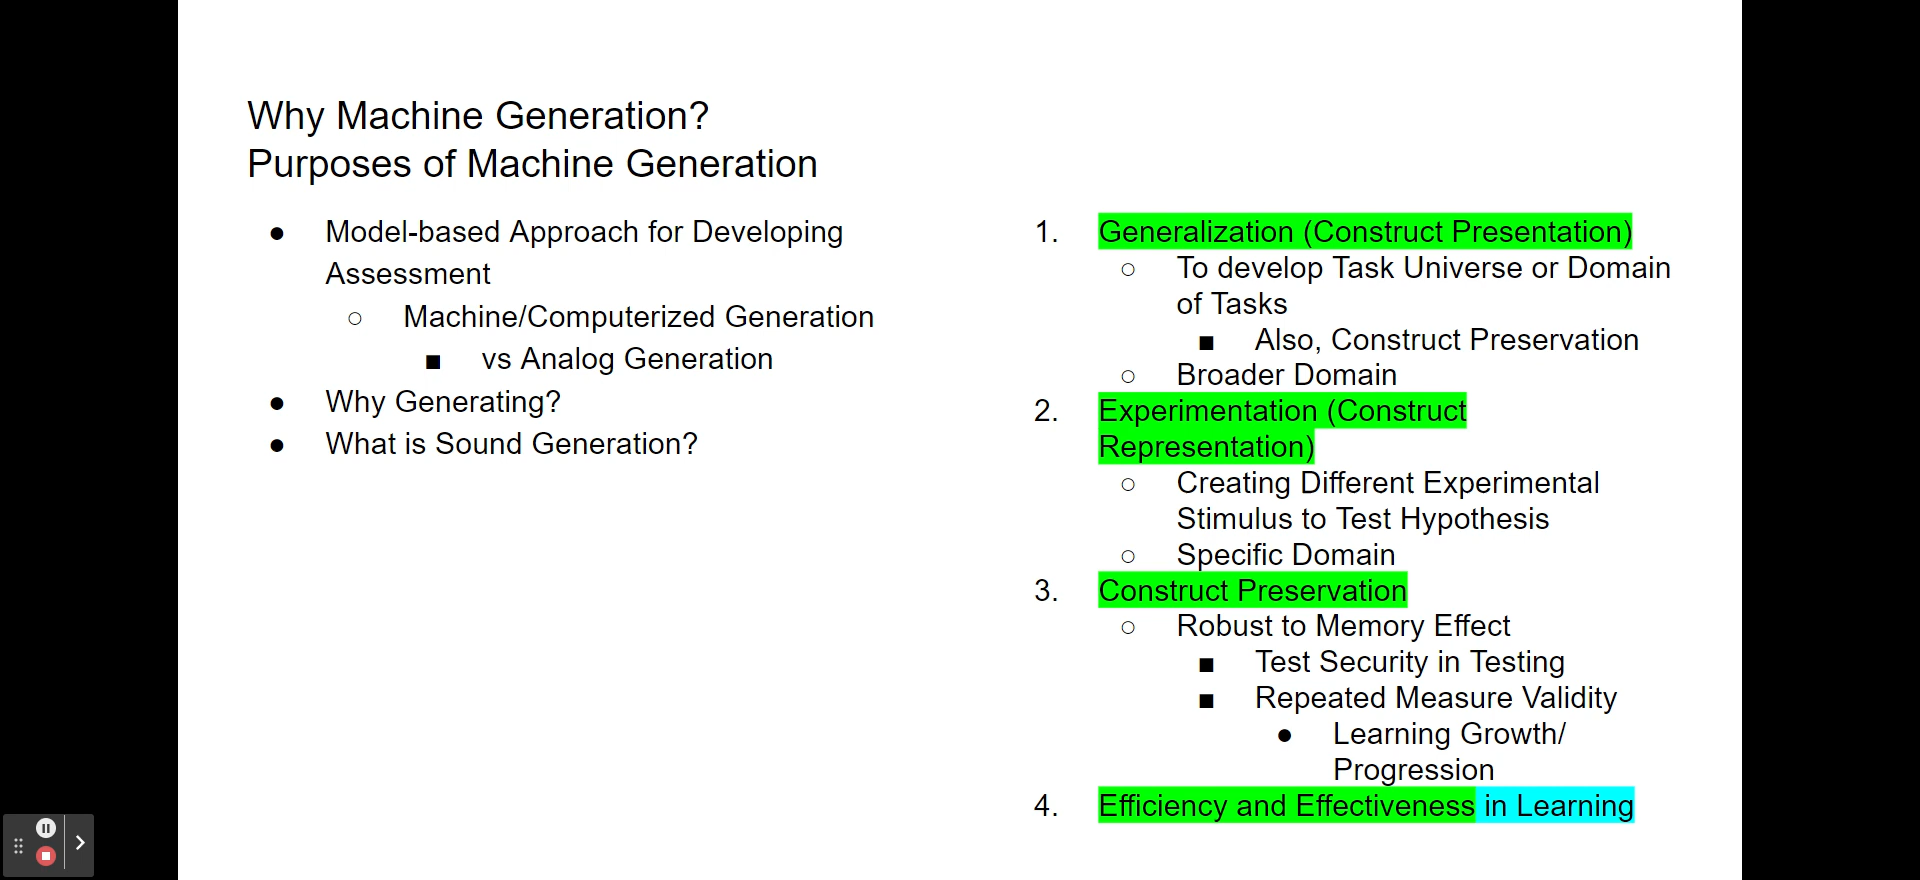 Why Machine Generation?
Purposes of Machine Generation
● Model-based Approach for Developing
Assessment
○ Machine/Computerized Generation
■ vs Analog Generation
● Why Generating?
● What is Sound Generation?
1. Generalization (Construct Presentation)
○ To develop Task Universe or Domain
of Tasks
■ Also, Construct Preservation
○ Broader Domain
2. Experimentation (Construct
Representation)
○ Creating Different Experimental
Stimulus to Test Hypothesis
○ Specific Domain
3. Construct Preservation
○ Robust to Memory Effect
■ Test Security in Testing
■ Repeated Measure Validity
● Learning Growth/
Progression
4. Efficiency and Effectiveness in Learning